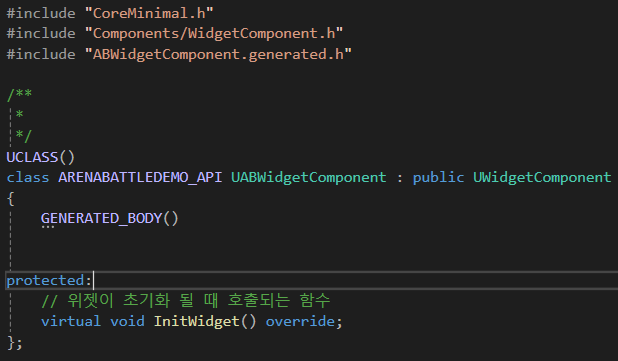 #include "CoreMinimal.h"
#include "Components/WidgetComponent.h"
#include "ABWidgetComponent.generated.h"
/**
 *
 */
UCLASS()
class ARENABATTLEDEMO_API UABWidgetComponent : public UWidgetComponent
{
    GENERATED_BODY()
protected:
    // 위젯이 초기화 될 때 호출되는 함수
    virtual void InitWidget() override;
};